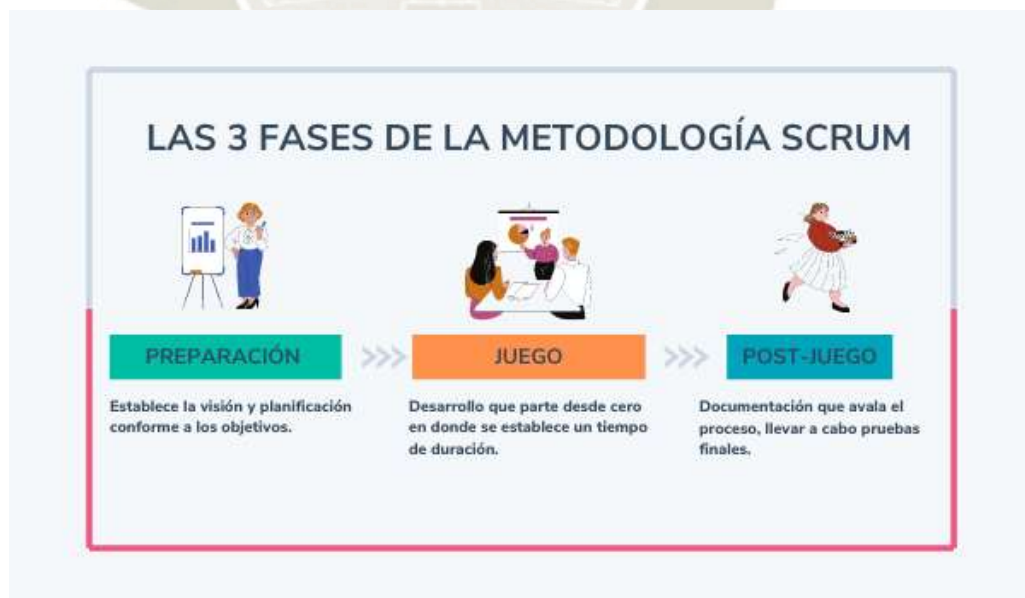 LAS 3 FASES DE LA METODOLOGÍA SCRUM
PREPARACIÓN
Establece la visión y planificación
conforme a los objetivos.
JUEGO
Desarrollo que parte desde cero
en donde se establece un tiempo
de duración.
POST-JUEGO
Documentación que avala el
proceso, llevar a cabo pruebas
finales.